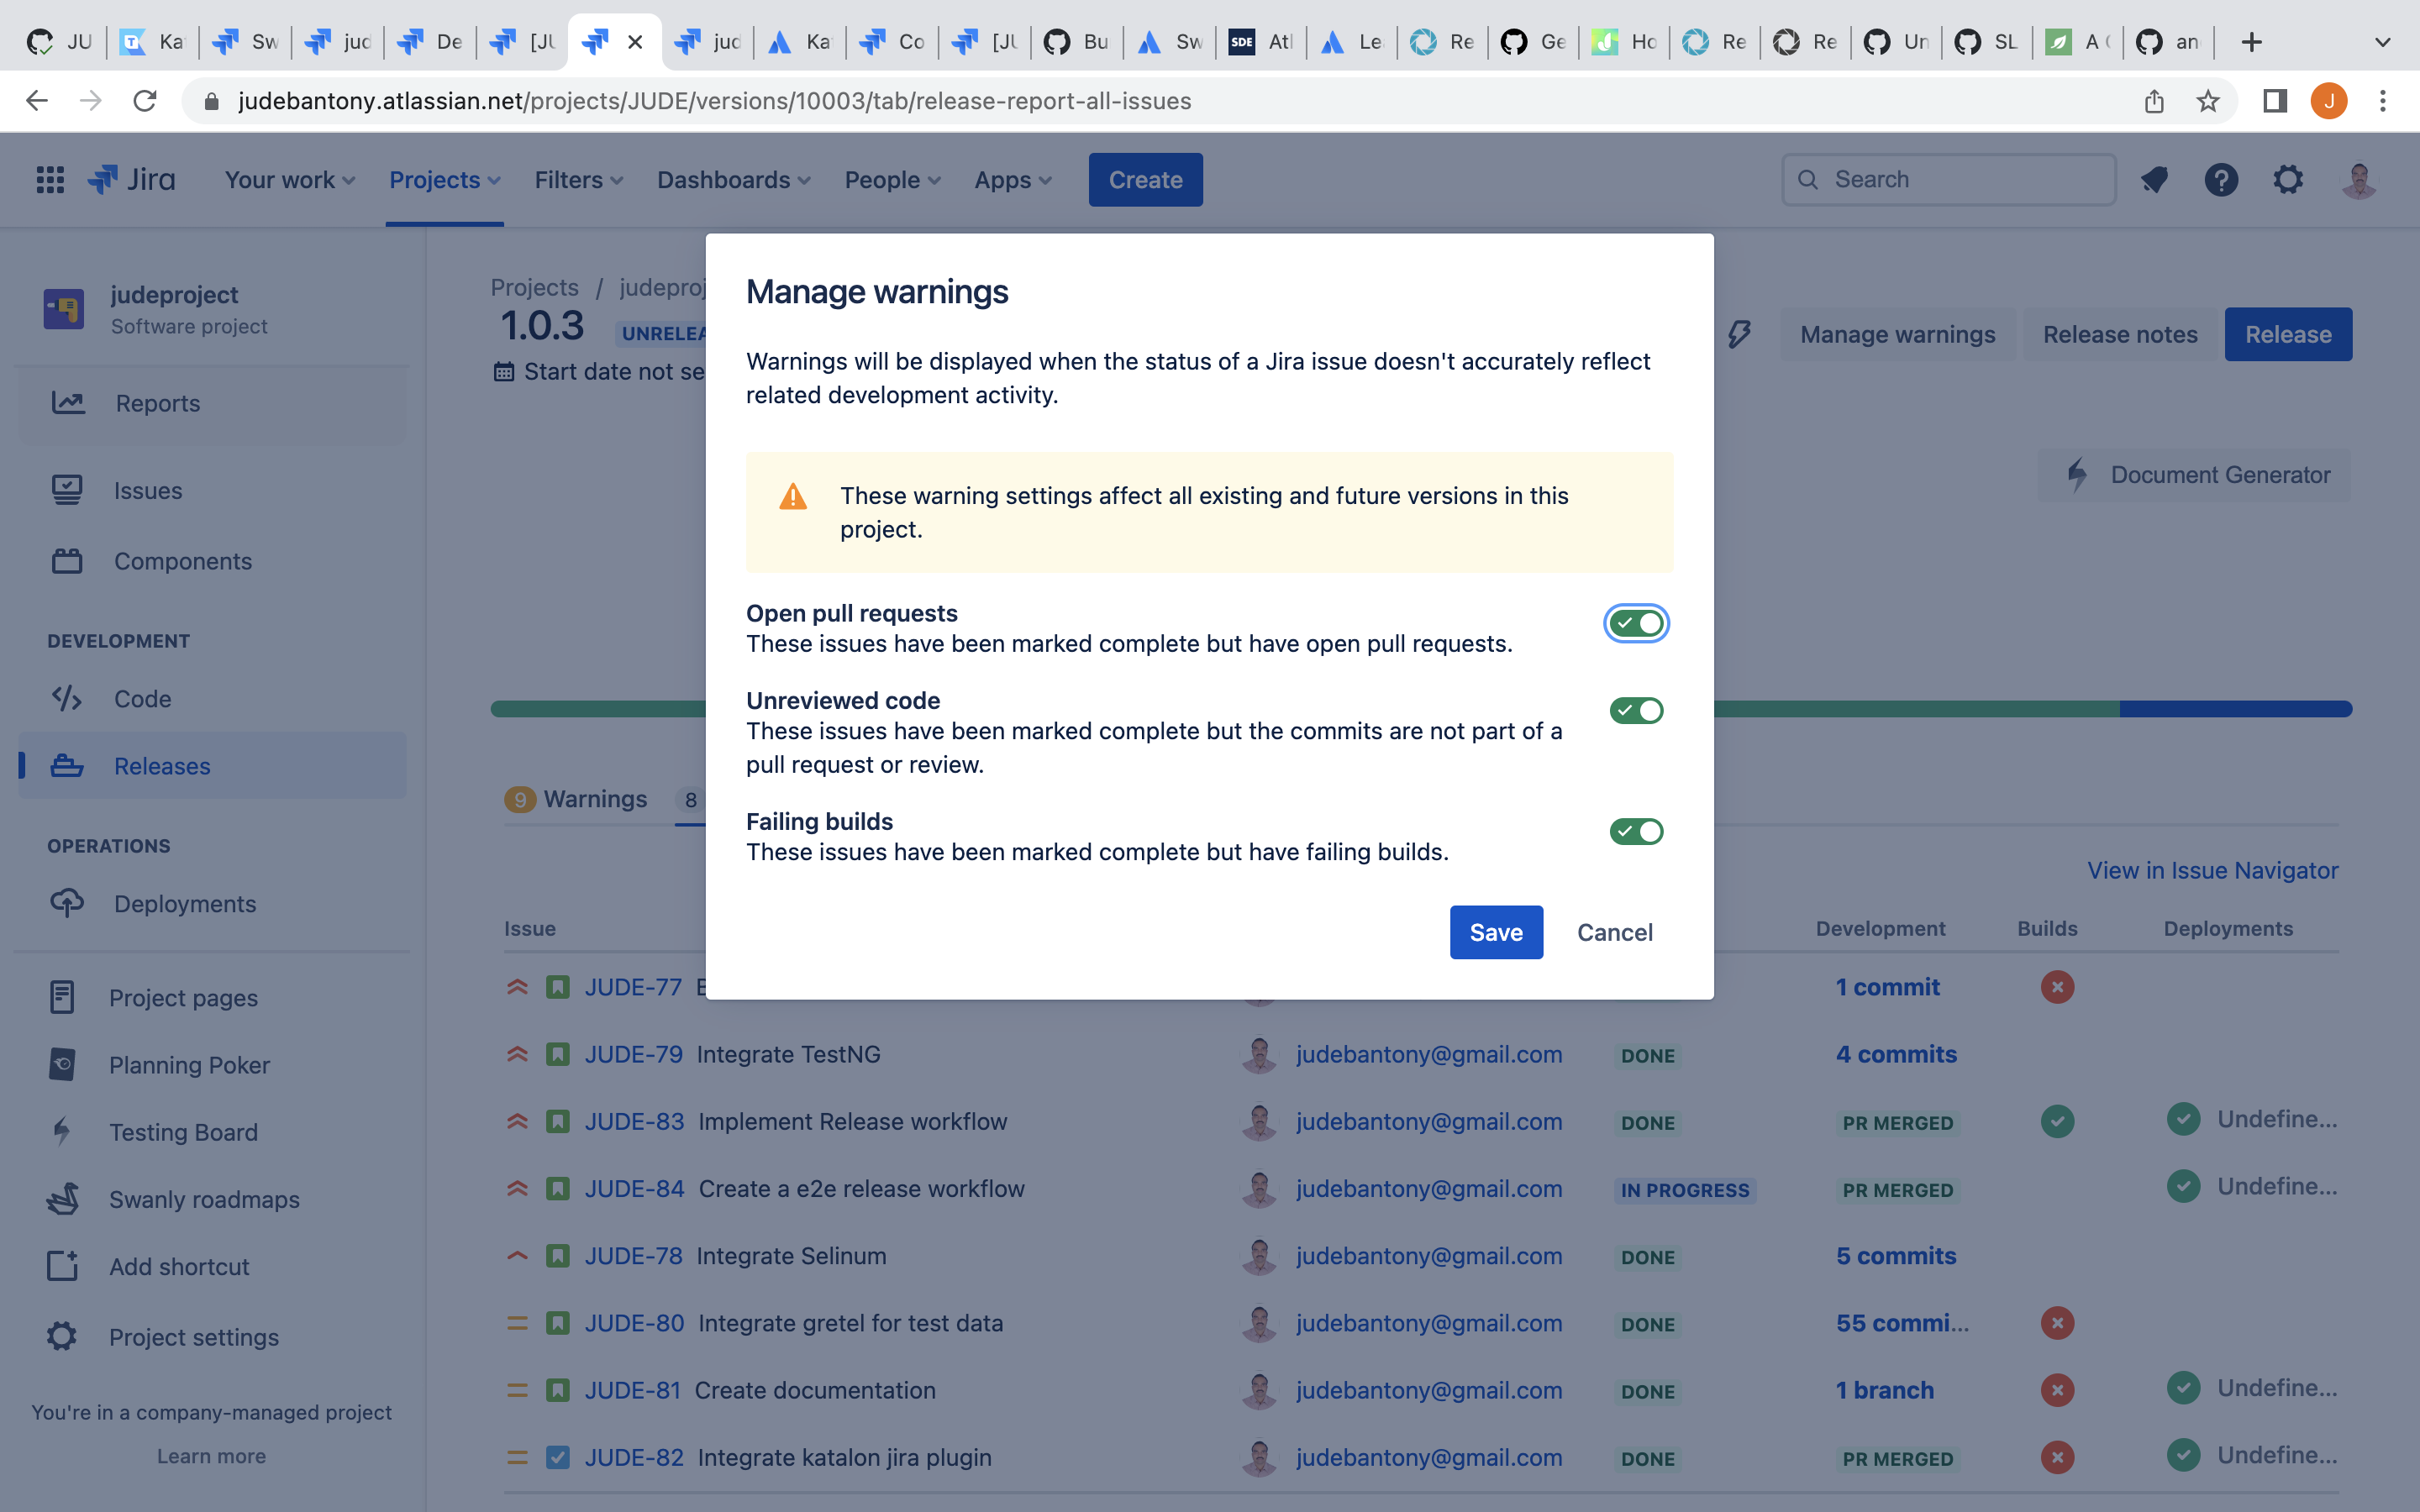 JU
Ka
Sw
jud
De
[JU
jud
Ka
Co
[JU
Bu
Sw
SDE
Atl
Le
Re
Ge
Ho
Re
Re
Un
SL
A
an
judebantony.atlassian.net/projects/JUDE/versions/10003/tab/release-report-all-issues
J
Jira
Your work
Projects
Filters
Dashboards
People
Apps
Create
Search
judeproject
Software project
Reports
Issues
Components
DEVELOPMENT
Code
Releases
OPERATIONS
Deployments
Project pages
Planning Poker
Testing Board
Swanly roadmaps
Add shortcut
Project settings
You're in a company-managed project
Learn more
Projects / judeproj
1.0.3
UNRELEA
Start date not se
Manage warnings
Release notes
Release
Document Generator
Manage warnings
Warnings will be displayed when the status of a Jira issue doesn't accurately reflect
related development activity.
These warning settings affect all existing and future versions in this
project.
Open pull requests
These issues have been marked complete but have open pull requests.
Unreviewed code
These issues have been marked complete but the commits are not part of a
pull request or review.
Failing builds
These issues have been marked complete but have failing builds.
Save
Cancel
9 Warnings
8
View in Issue Navigator
Issue Development Builds Deployments
JUDE-77 1 commit
JUDE-79 Integrate TestNG judebantony@gmail.com DONE 4 commits
JUDE-83 Implement Release workflow judebantony@gmail.com DONE PR MERGED Undefine...
JUDE-84 Create a e2e release workflow judebantony@gmail.com IN PROGRESS PR MERGED Undefine...
JUDE-78 Integrate Selinum judebantony@gmail.com DONE 5 commits
JUDE-80 Integrate gretel for test data judebantony@gmail.com DONE 55 commi...
JUDE-81 Create documentation judebantony@gmail.com DONE 1 branch Undefine...
JUDE-82 Integrate katalon jira plugin judebantony@gmail.com DONE PR MERGED Undefine...